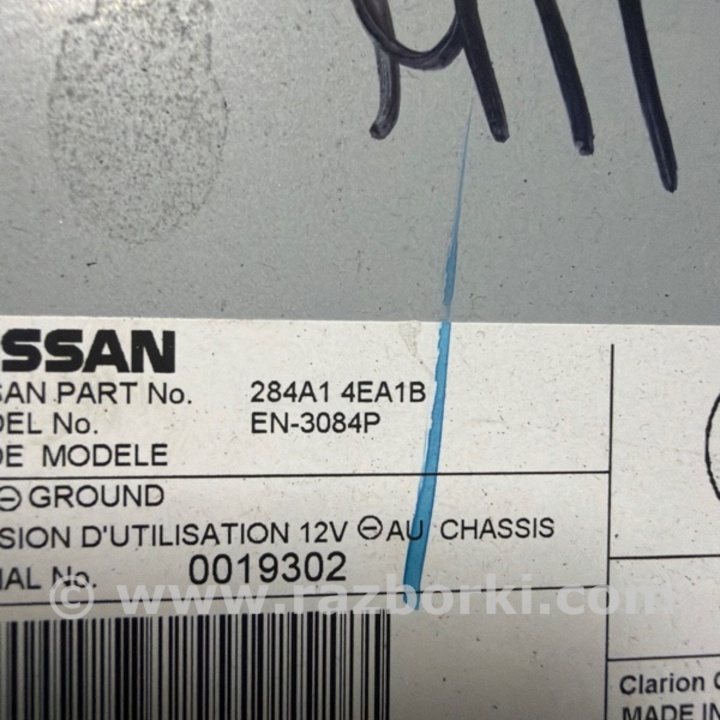 ISSAN
SAN PART No. 284A1 4EA1B
DEL No. EN-3084P
DE MODELE
⊖ GROUND
SION D'UTILISATION 12V ⊖ AU CHASSIS
IAL No. 0019302
© www.razborki.com
Clarion C
MADE IN